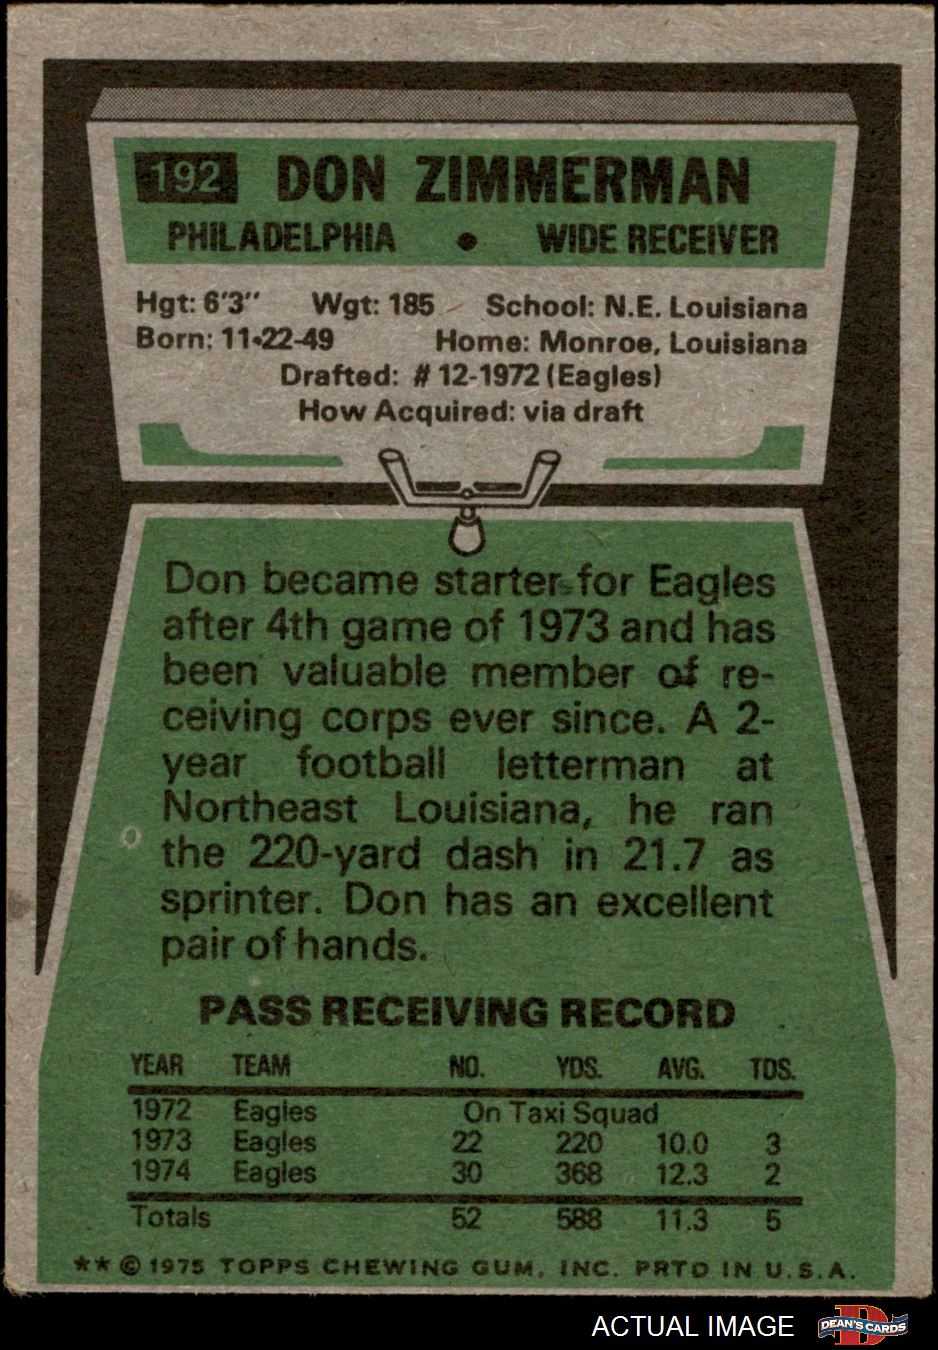 192 DON ZIMMERMAN
PHILADELPHIA • WIDE RECEIVER
Hgt: 6'3" Wgt: 185 School: N.E. Louisiana
Born: 11-22-49 Home: Monroe, Louisiana
Drafted: #12-1972 (Eagles)
How Acquired: via draft
Don became starter for Eagles
after 4th game of 1973 and has
been valuable member of re-
ceiving corps ever since. A 2-
year football letterman at
Northeast Louisiana, he ran
the 220-yard dash in 21.7 as
sprinter. Don has an excellent
pair of hands.
PASS RECEIVING RECORD
YEAR TEAM NO. YDS. AVG. TDS.
1972 Eagles On Taxi Squad
1973 Eagles 22 220 10.0 3
1974 Eagles 30 368 12.3 2
Totals 52 588 11.3 5
** © 1975 TOPPS CHEWING GUM, INC. PRTD IN U.S.A.
ACTUAL IMAGE DEAN'S CARDS